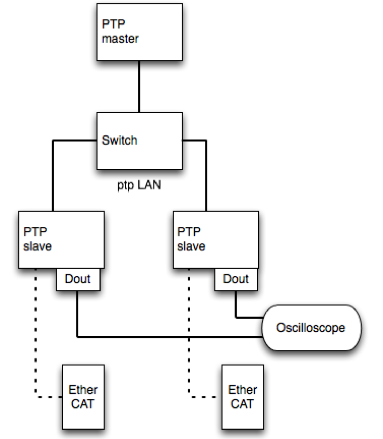 PTP
master
Switch
ptp LAN
PTP
slave
Dout
PTP
slave
Dout
Oscilloscope
Ether
CAT
Ether
CAT